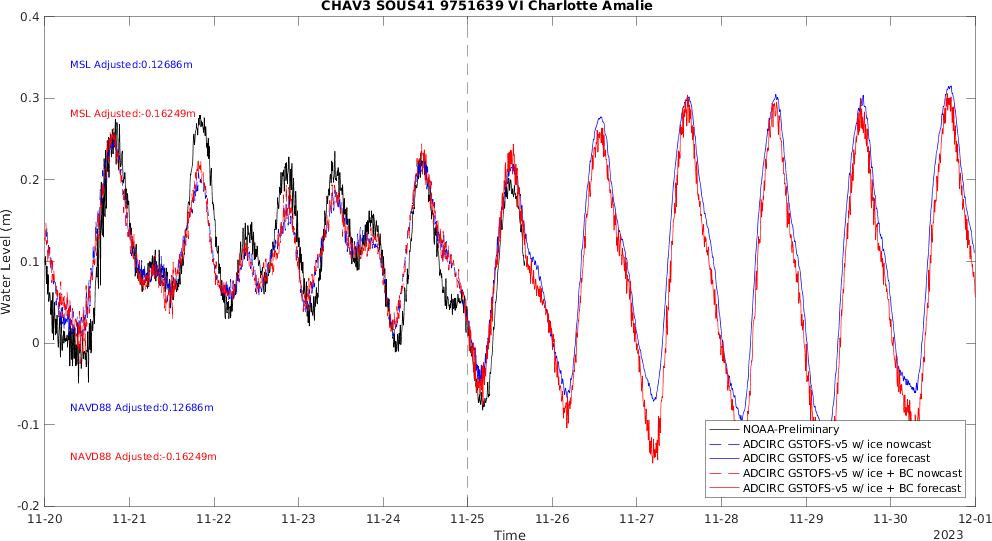 CHAV3 SOUS41 9751639 VI Charlotte Amalie
0.4
0.3
0.2
0.1
0
-0.1
-0.2
Water Level (m)
MSL Adjusted:0.12686m
MSL Adjusted:-0.16249m
NAVD88 Adjusted:0.12686m
NAVD88 Adjusted:-0.16249m
NOAA-Preliminary
ADCIRC GSTOFS-v5 w/ ice nowcast
ADCIRC GSTOFS-v5 w/ ice forecast
ADCIRC GSTOFS-v5 w/ ice + BC nowcast
ADCIRC GSTOFS-v5 w/ ice + BC forecast
11-20 11-21 11-22 11-23 11-24 11-25 11-26 11-27 11-28 11-29 11-30 12-01
Time
2023